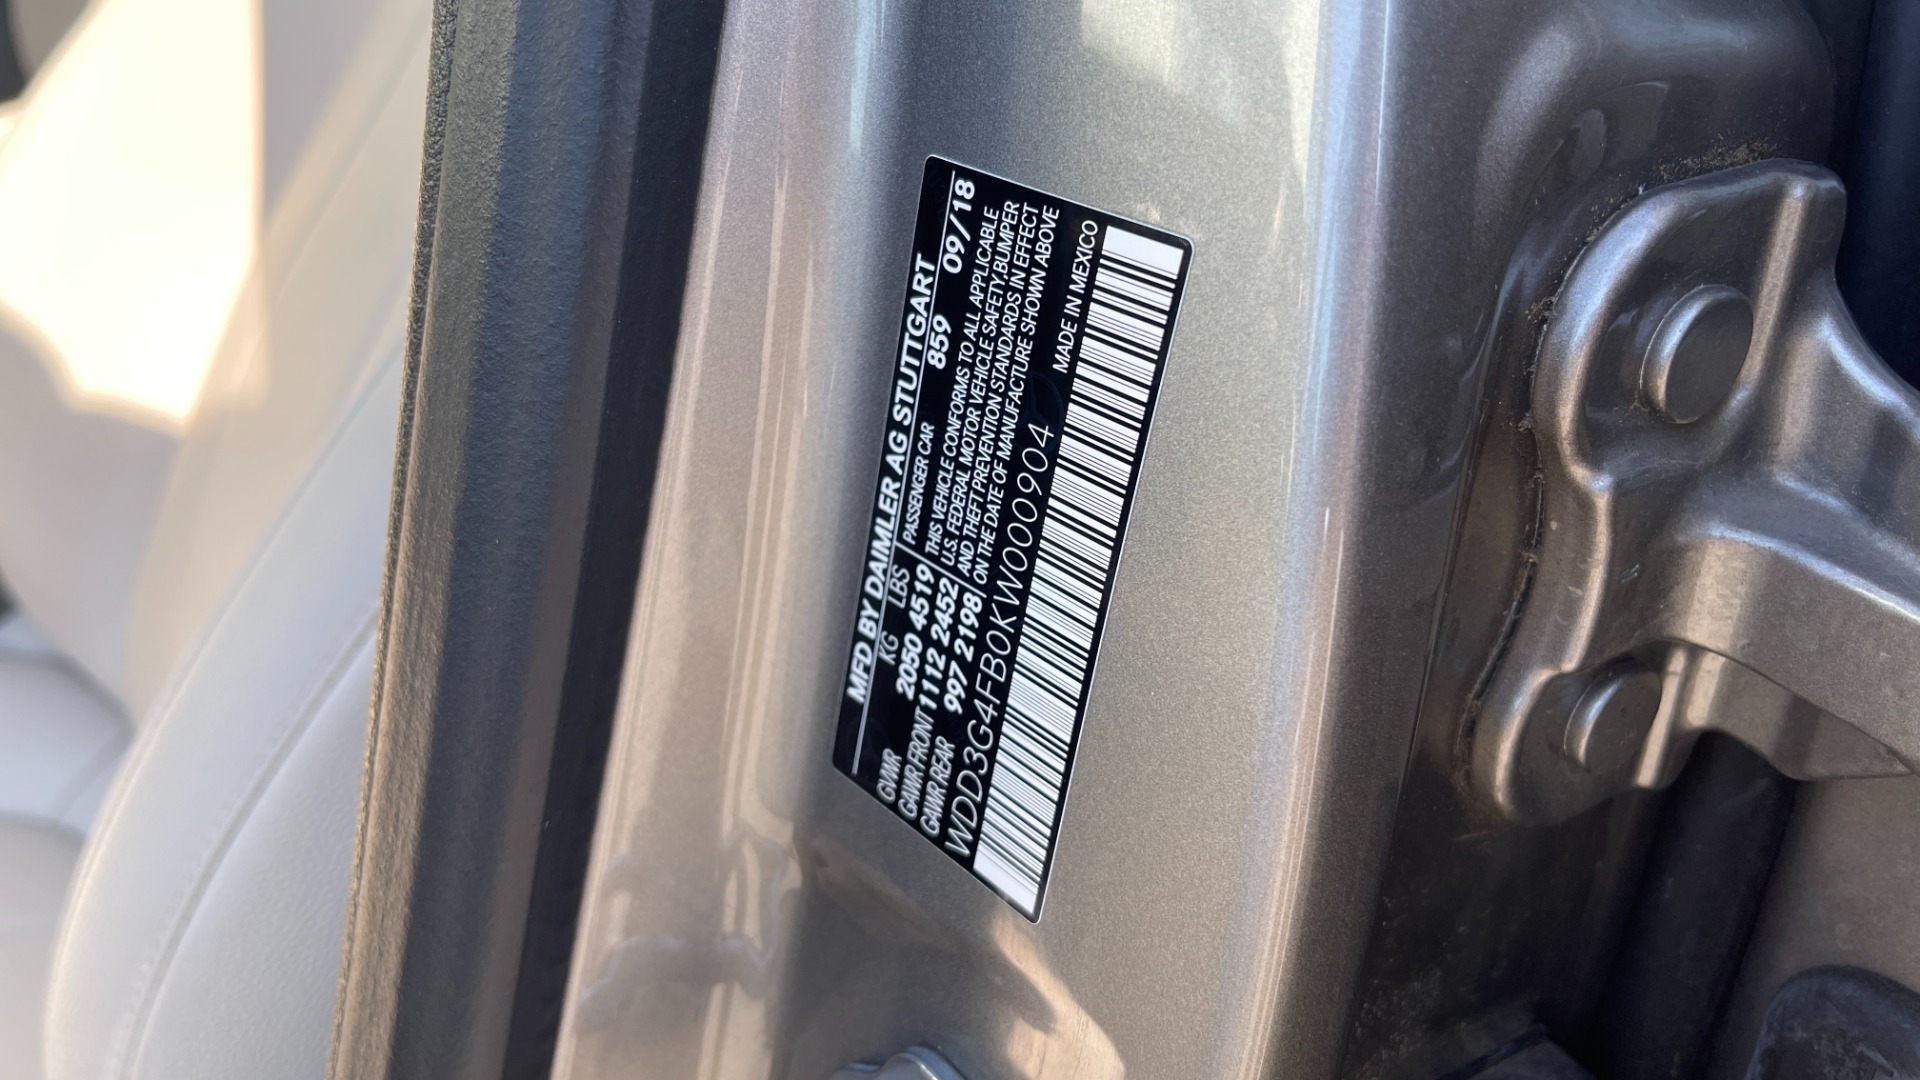 MFD BY DAIMLER AG STUTTGART
KG LBS PASSENGER CAR 859 09/18
GMR 2050 4519 THIS VEHICLE CONFORMS TO ALL APPLICABLE
GAWR FRONT 1112 2452 U.S. FEDERAL MOTOR VEHICLE SAFETY, BUMPER
GAWR REAR 997 2198 AND THEFT PREVENTION STANDARDS IN EFFECT
ON THE DATE OF MANUFACTURE SHOWN ABOVE
WDD3G4FB0KW000904 MADE IN MEXICO